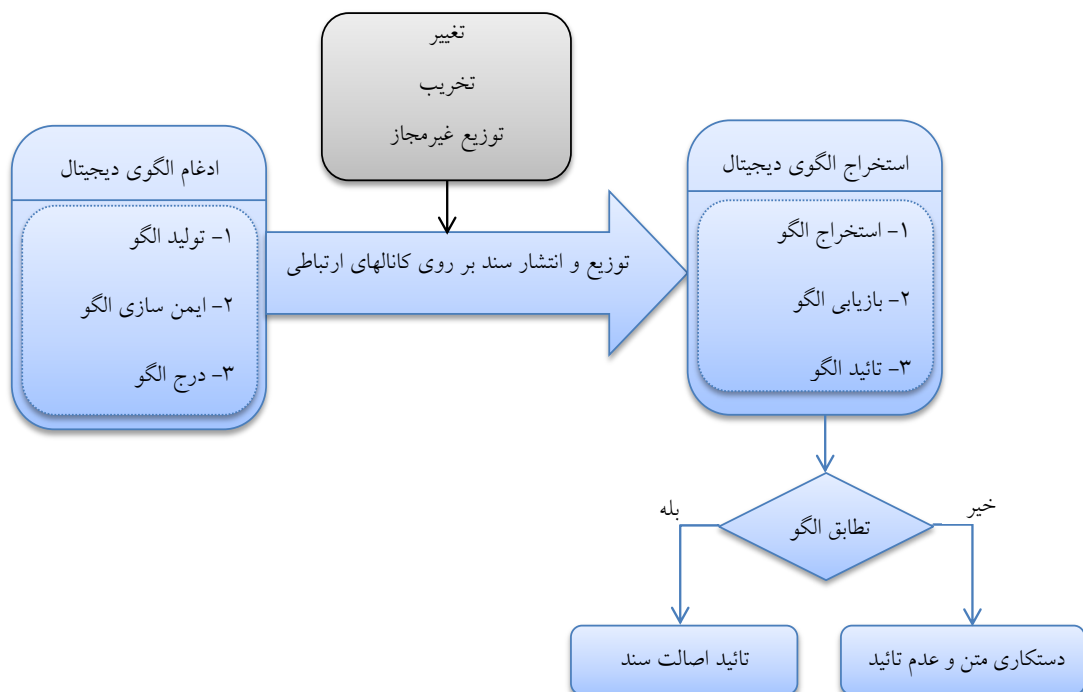 تغییر
تخریب
توزیع غیرمجاز
ادغام الگوی دیجیتال
۱- تولید الگو
۲- ایمن سازی الگو
۳- درج الگو
توزیع و انتشار سند بر روی کانالهای ارتباطی
استخراج الگوی دیجیتال
۱- استخراج الگو
۲- بازیابی الگو
۳- تائید الگو
تطابق الگو
خیر
بله
دستکاری متن و عدم تائید
تائید اصالت سند